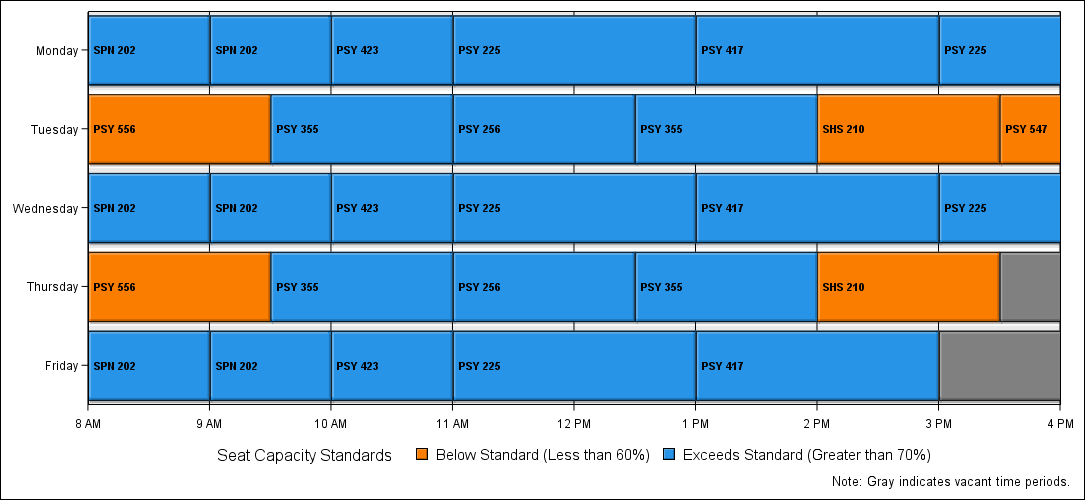 Monday SPN 202 SPN 202 PSY 423 PSY 225 PSY 417 PSY 225
Tuesday PSY 556 PSY 355 PSY 256 PSY 355 SHS 210 PSY 547
Wednesday SPN 202 SPN 202 PSY 423 PSY 225 PSY 417 PSY 225
Thursday PSY 556 PSY 355 PSY 256 PSY 355 SHS 210
Friday SPN 202 SPN 202 PSY 423 PSY 225 PSY 417
8 AM 9 AM 10 AM 11 AM 12 PM 1 PM 2 PM 3 PM 4 PM
Seat Capacity Standards Below Standard (Less than 60%) Exceeds Standard (Greater than 70%)
Note: Gray indicates vacant time periods.